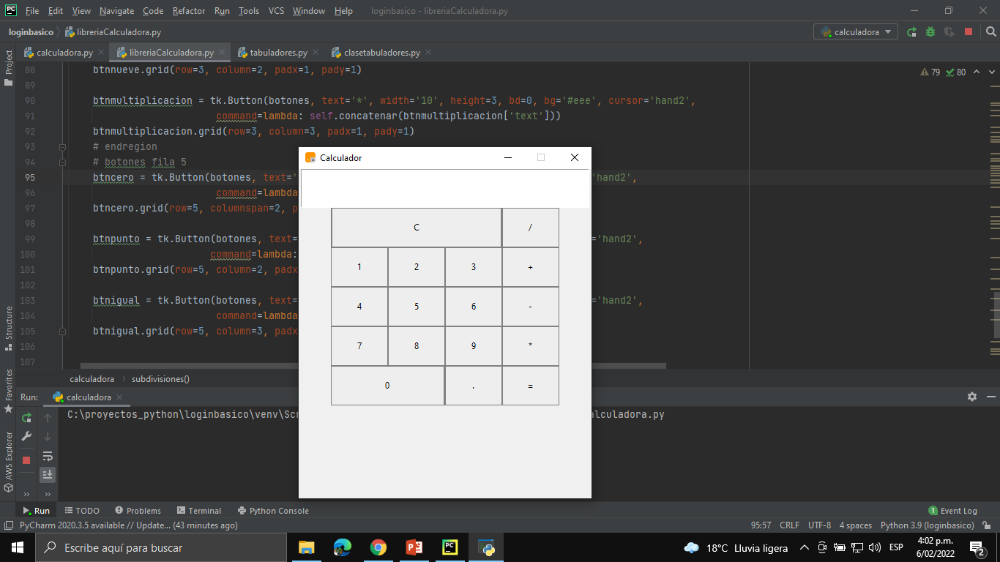 PC File Edit View Navigate Code Refactor Run Tools VCS Window Help loginbasico - libreriaCalculadora.py
loginbasico libreriaCalculadora.py calculadora
Project
calculadora.py libreriaCalculadora.py tabuladores.py clasetabuladores.py
88 btnnueve.grid(row=3, column=2, padx=1, pady=1)
79 80
89
90 btnmultiplicacion = tk.Button(botones, text='*', width='10', height=3, bd=0, bg='#eee', cursor='hand2',
91 command=lambda: self.concatenar(btnmultiplicacion['text']))
92 btnmultiplicacion.grid(row=3, column=3, padx=1, pady=1)
93 # endregion
94 # botones fila 5
95 btncero = tk.Button(botones, text=' 'hand2',
96 command=lambda
97 btncero.grid(row=5, columnspan=2, p
98
99 btnpunto = tk.Button(botones, text= ='hand2',
100 command=lambda:
101 btnpunto.grid(row=5, column=2, padx
102
103 btnigual = tk.Button(botones, text= ='hand2',
104 command=lambda
105 btnigual.grid(row=5, column=3, padx
106
107
Calculador
C /
1 2 3 +
4 5 6 -
7 8 9 *
0 . =
Structure
Favorites
AWS Explorer
calculadora subdivisiones()
Run: calculadora
C:\proyectos_python\loginbasico\venv\Scr alculadora.py
Run TODO Problems Terminal Python Console 1 Event Log
PyCharm 2020.3.5 available // Update... (43 minutes ago) 95:57 CRLF UTF-8 4 spaces Python 3.9 (loginbasico)
Escribe aquí para buscar
PC
18°C Lluvia ligera
ESP
4:02 p.m.
6/02/2022
2